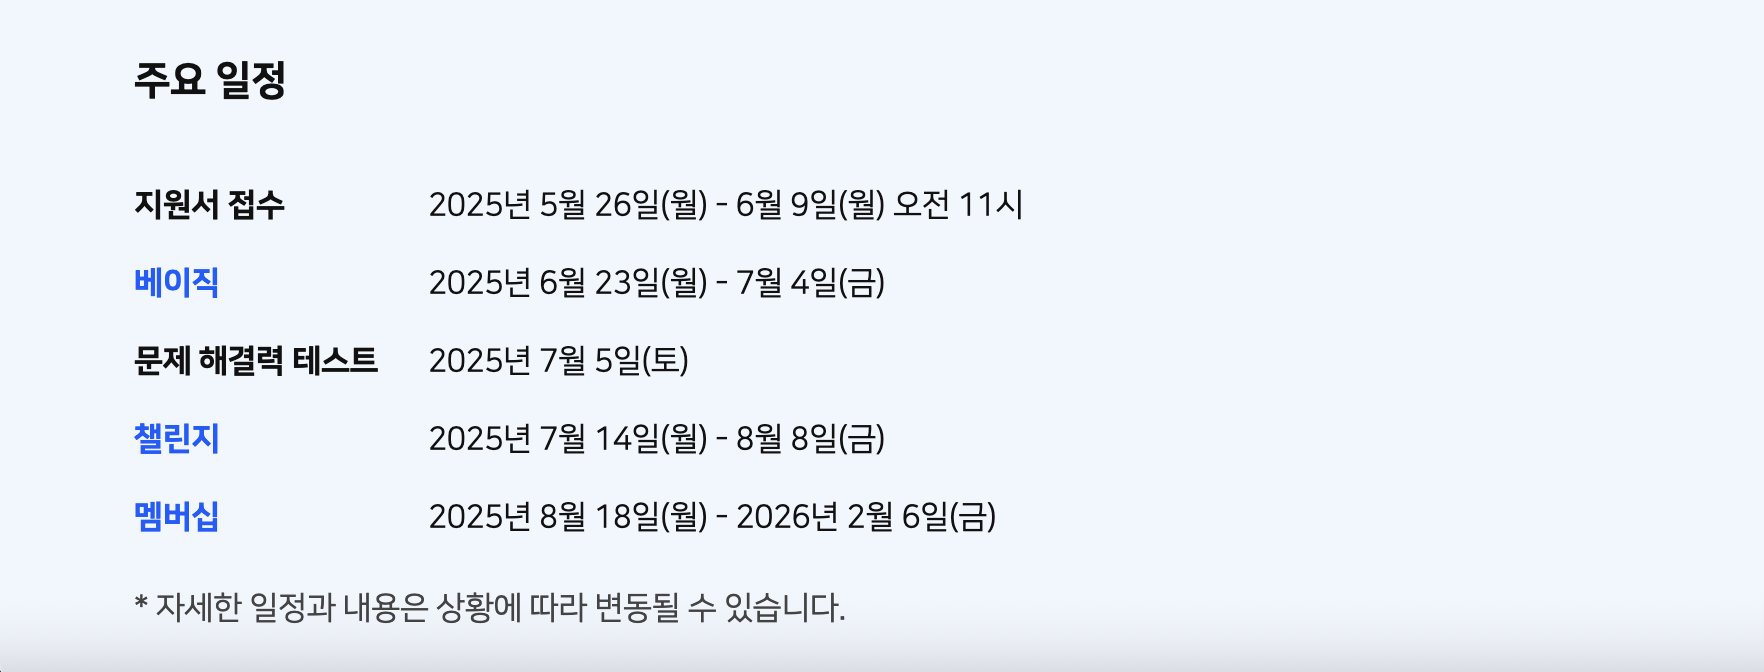 주요 일정
지원서 접수 2025년 5월 26일(월) - 6월 9일(월) 오전 11시
베이직 2025년 6월 23일(월) - 7월 4일(금)
문제 해결력 테스트 2025년 7월 5일(토)
챌린지 2025년 7월 14일(월) - 8월 8일(금)
멤버십 2025년 8월 18일(월) - 2026년 2월 6일(금)
* 자세한 일정과 내용은 상황에 따라 변동될 수 있습니다.